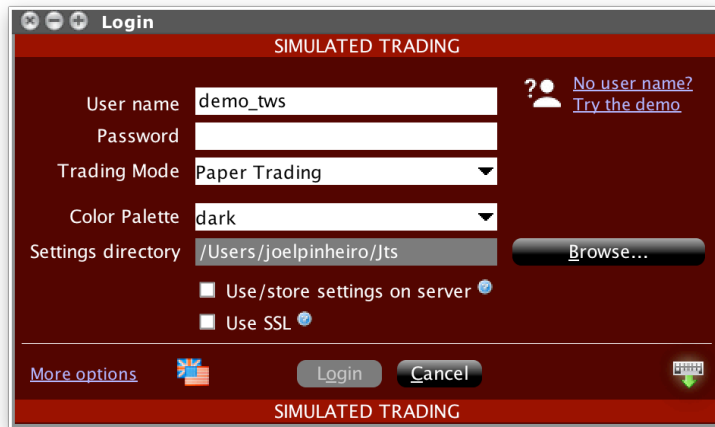 Login
SIMULATED TRADING
User name demo_tws
No user name?
Try the demo
Password
Trading Mode Paper Trading
Color Palette dark
Settings directory /Users/joelpinheiro/Jts Browse...
Use/store settings on server ?
Use SSL ?
More options Login Cancel
SIMULATED TRADING